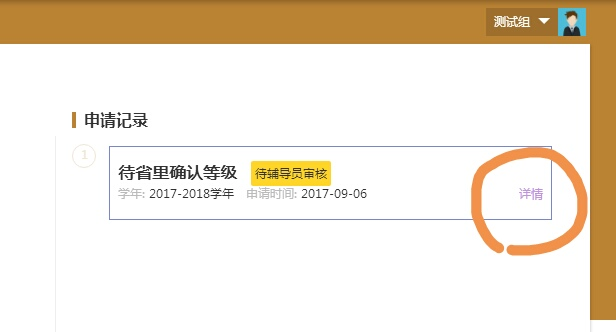 测试组
申请记录
1
待省里确认等级 待辅导员审核
学年: 2017-2018学年 申请时间: 2017-09-06
详情